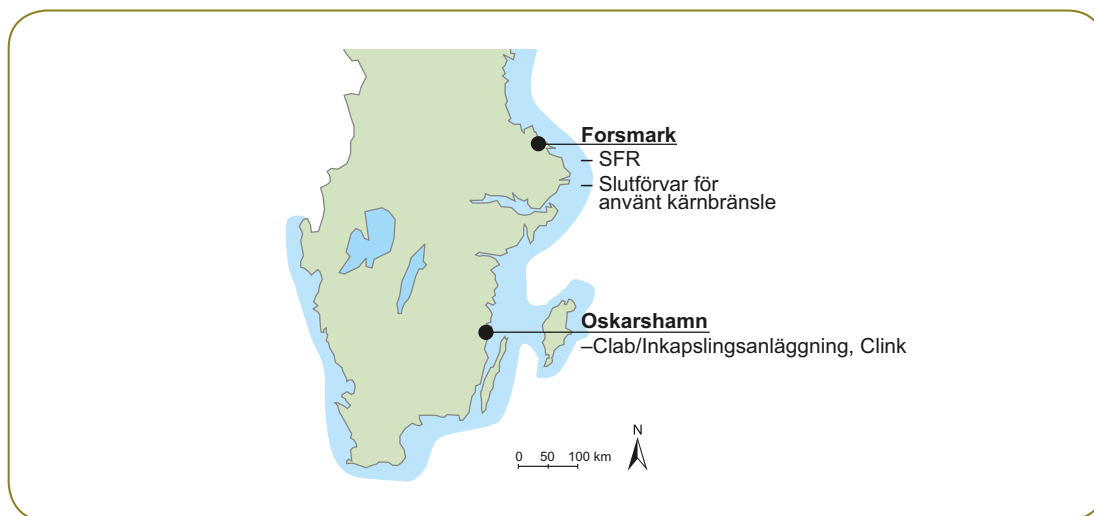 Forsmark
– SFR
– Slutförvar för
använt kärnbränsle
Oskarshamn
–Clab/Inkapslingsanläggning, Clink
N
0 50 100 km